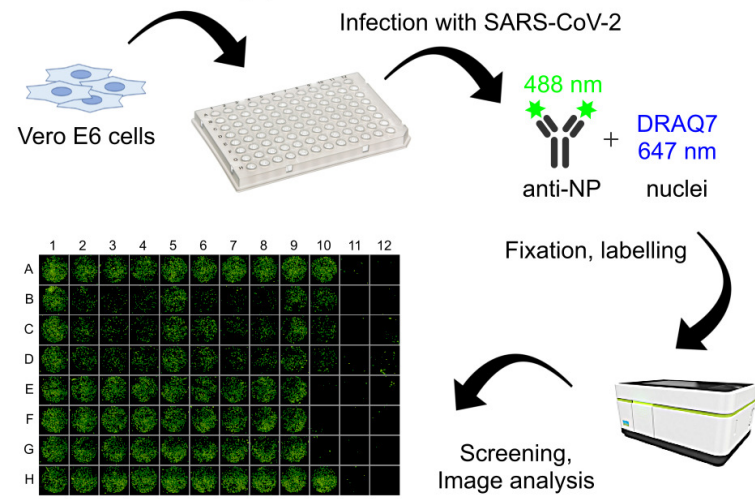 Infection with SARS-CoV-2
Vero E6 cells
488 nm
+
DRAQ7
647 nm
anti-NP
nuclei
Fixation, labelling
1 2 3 4 5 6 7 8 9 10 11 12
A
B
C
D
E
F
G
H
Screening,
Image analysis